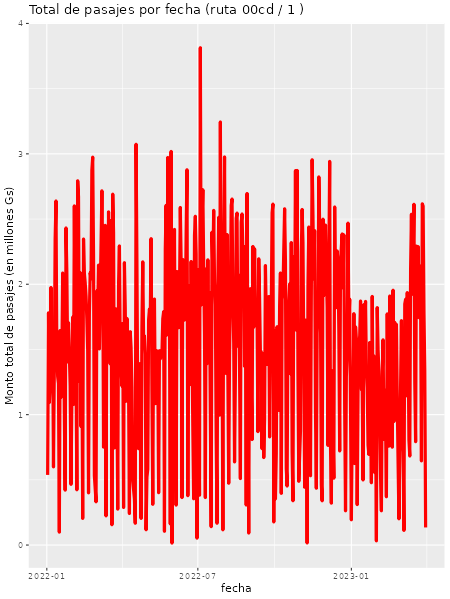 Total de pasajes por fecha (ruta 00cd / 1 )
Monto total de pasajes (en millones Gs)
4
3
2
1
0
2022-01
2022-07
2023-01
fecha